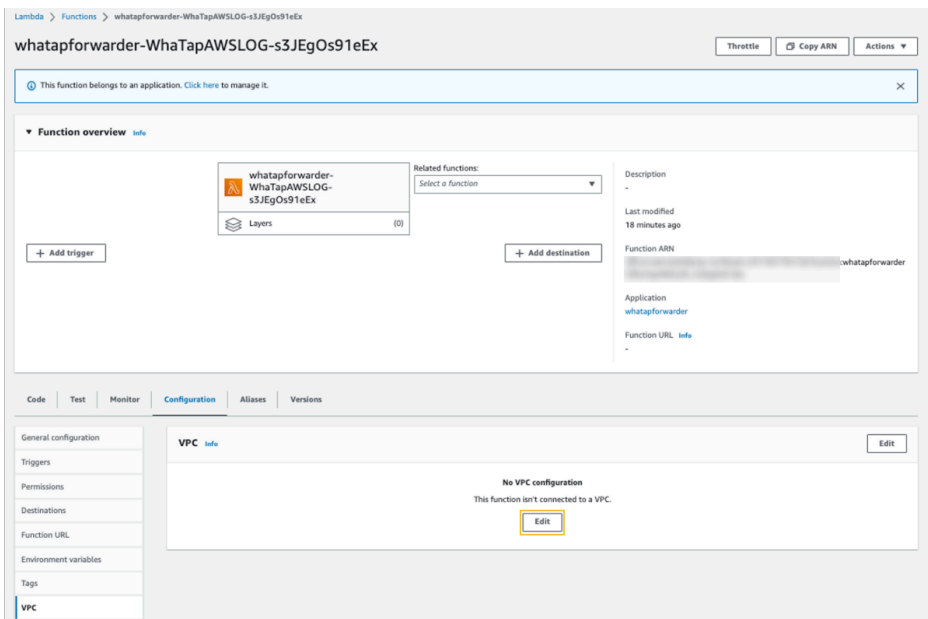 Lambda > Functions > whatapforwarder-WhaTapAWSLOG-s3JEgOs91eEx
whatapforwarder-WhaTapAWSLOG-s3JEgOs91eEx
Throttle
Copy ARN
Actions ▼
This function belongs to an application. Click here to manage it.
▼ Function overview Info
whatapforwarder-
WhaTapAWSLOG-
s3JEgOs91eEx
Layers (0)
Related functions:
Select a function
+ Add trigger
+ Add destination
Description
-
Last modified
18 minutes ago
Function ARN
:whatapforwarder
Application
whatapforwarder
Function URL Info
-
Code
Test
Monitor
Configuration
Aliases
Versions
General configuration
Triggers
Permissions
Destinations
Function URL
Environment variables
Tags
VPC
VPC Info
Edit
No VPC configuration
This function isn't connected to a VPC.
Edit